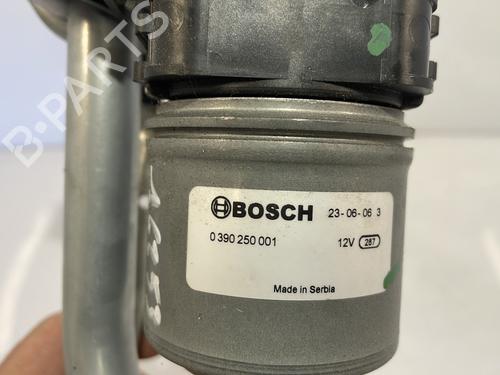 B-PARTS
BOSCH 23-06-06 3
0 390 250 001 12V 287
Made in Serbia